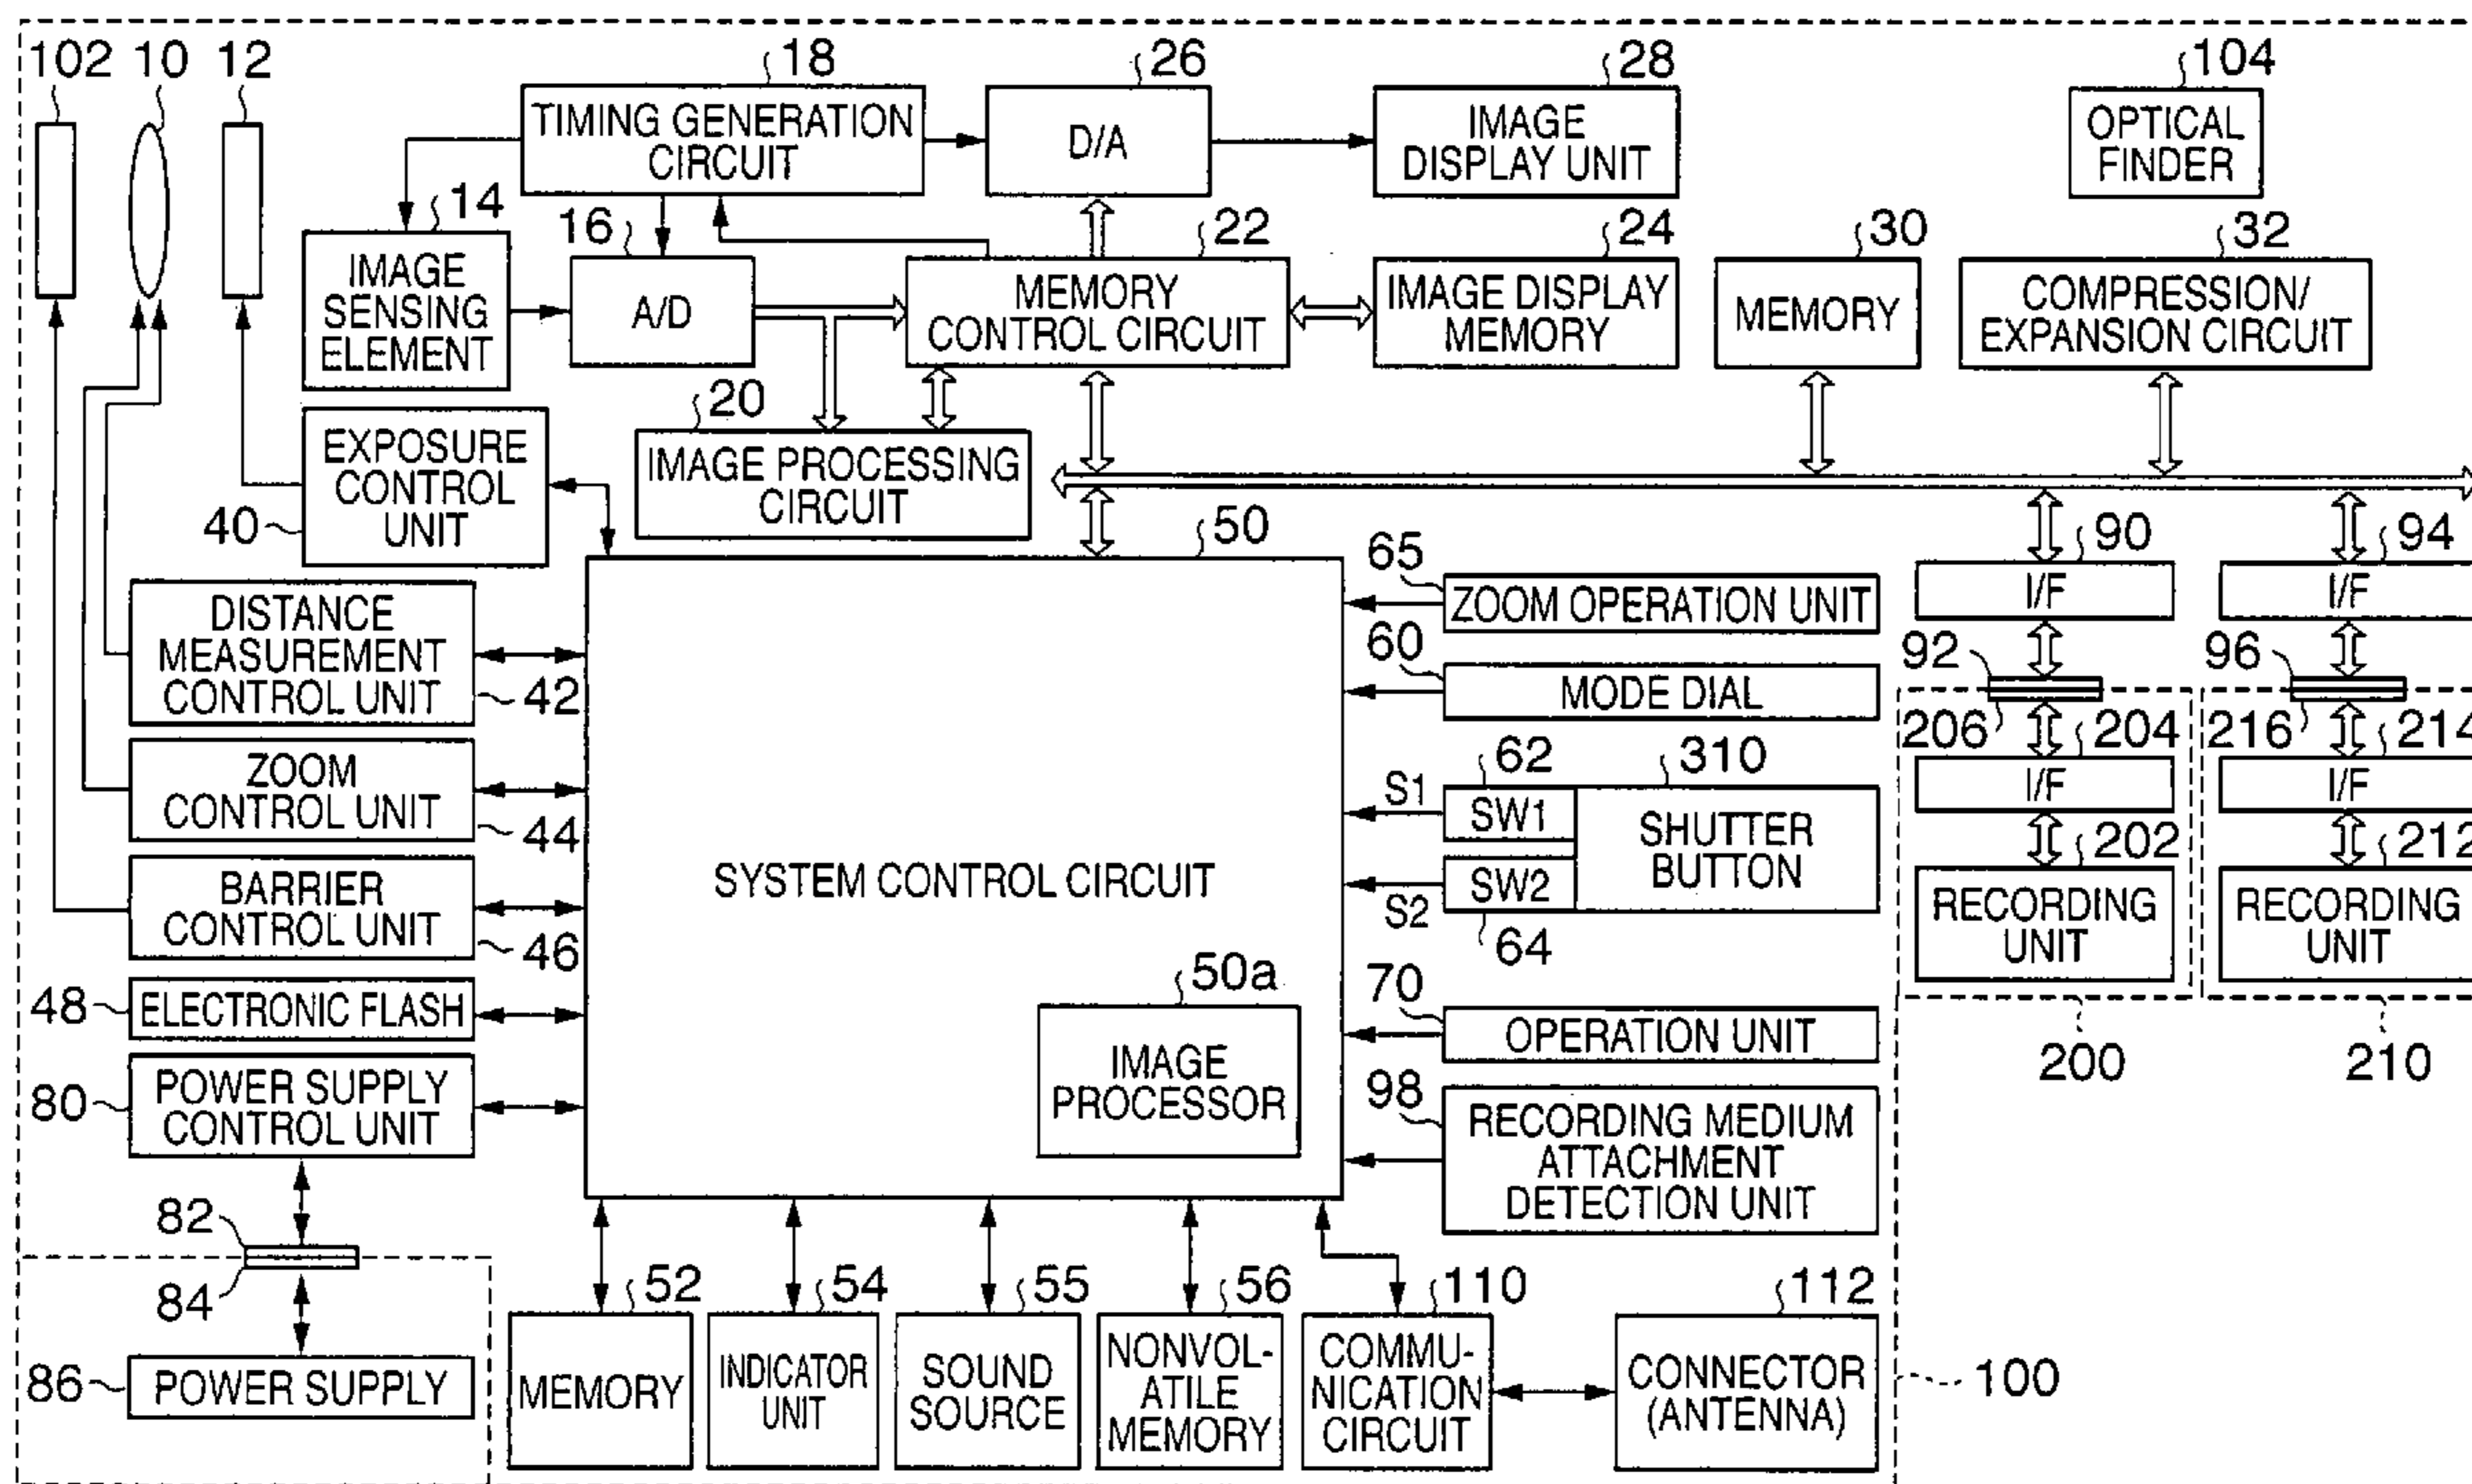 102 10 12 18 26 28 104
TIMING GENERATION
CIRCUIT
D/A
IMAGE
DISPLAY UNIT
OPTICAL
FINDER
14 16 22 24 30 32
IMAGE
SENSING
ELEMENT
A/D
MEMORY
CONTROL CIRCUIT
IMAGE DISPLAY
MEMORY
MEMORY
COMPRESSION/
EXPANSION CIRCUIT
20
EXPOSURE
CONTROL
UNIT
40
IMAGE PROCESSING
CIRCUIT
50
65
90
94
DISTANCE
MEASUREMENT
CONTROL UNIT
42
ZOOM OPERATION UNIT
I/F
I/F
60
MODE DIAL
92
96
206
204
216
214
I/F
I/F
ZOOM
CONTROL UNIT
44
62
310
S1
SW1
SHUTTER
BUTTON
S2
SW2
64
202
212
RECORDING
UNIT
RECORDING
UNIT
BARRIER
CONTROL UNIT
46
SYSTEM CONTROL CIRCUIT
50a
IMAGE
PROCESSOR
48
ELECTRONIC FLASH
70
OPERATION UNIT
200
210
80
POWER SUPPLY
CONTROL UNIT
98
RECORDING MEDIUM
ATTACHMENT
DETECTION UNIT
82
84
86
POWER SUPPLY
52
54
55
56
110
112
MEMORY
INDICATOR
UNIT
SOUND
SOURCE
NONVOL-
ATILE
MEMORY
COMMU-
NICATION
CIRCUIT
CONNECTOR
(ANTENNA)
100